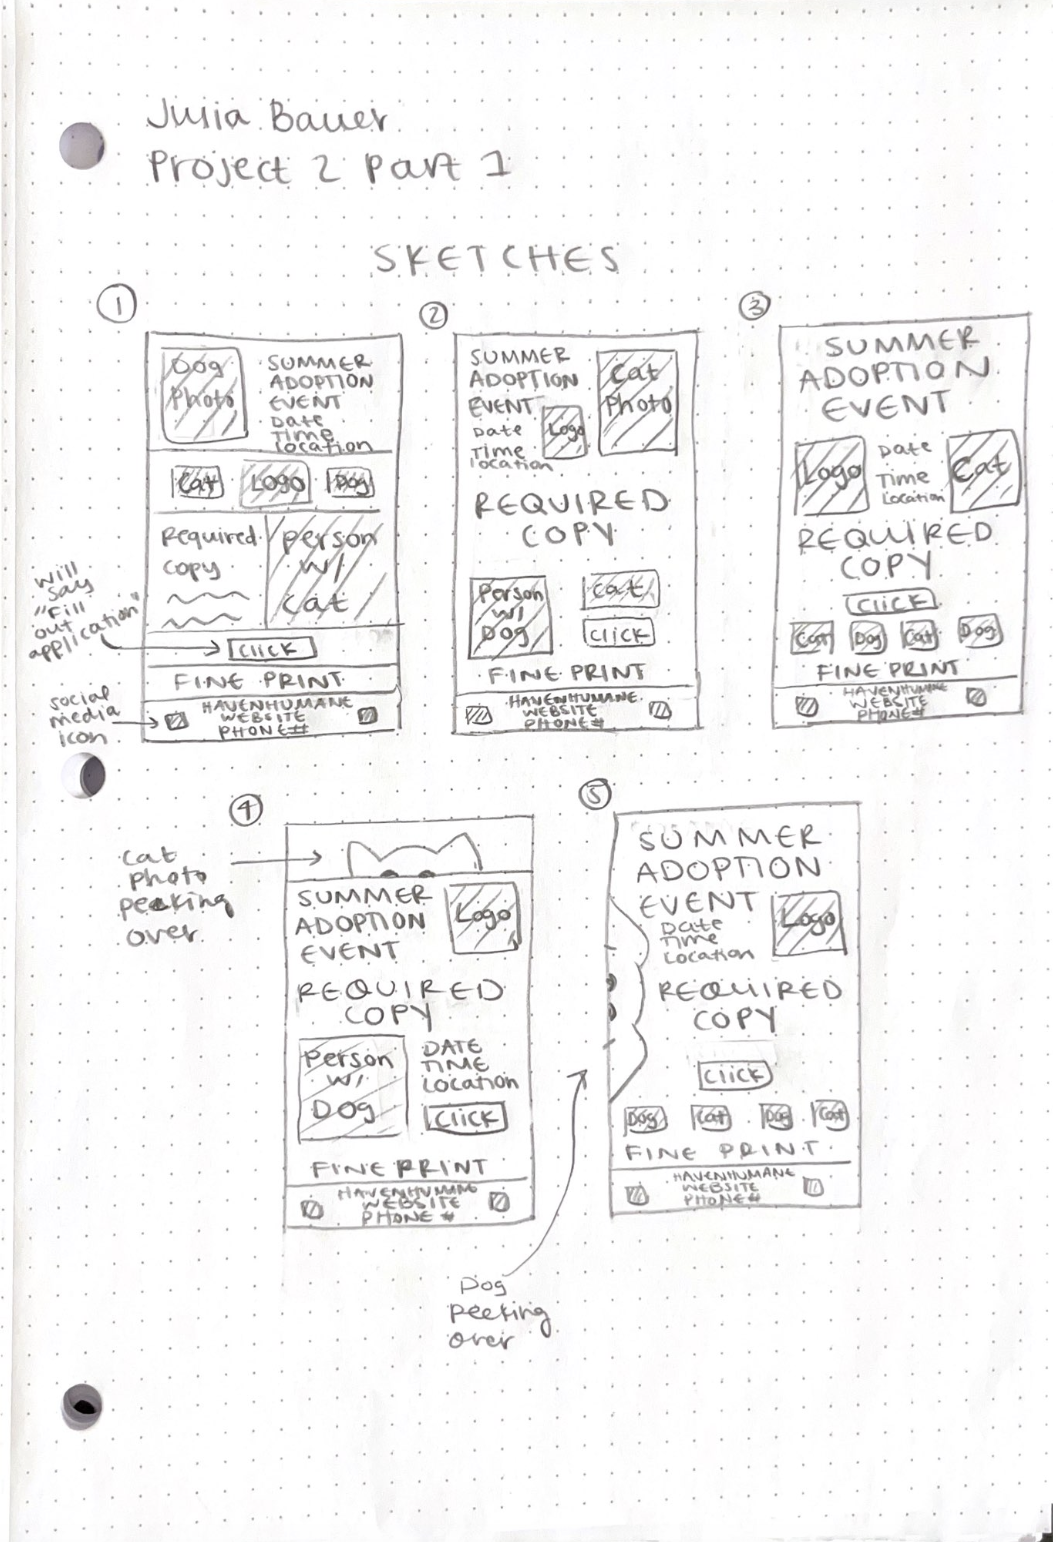 Julia Bauer
Project 2 Part 1
SKETCHES
1
Dog
Photo
SUMMER
ADOPTION
EVENT
Date
Time
Location
Cat
Logo
Dog
Required
copy
person
w/
cat
click
FINE PRINT
HAVENHUMANE
WEBSITE
PHONE#
will
say
"Fill
out
application"
social
media
icon
2
SUMMER
ADOPTION
EVENT
Date
Time
Location
Logo
Cat
Photo
REQUIRED
COPY
Person
w/
Dog
Cat
click
FINE PRINT
HAVENHUMANE
WEBSITE
PHONE#
3
SUMMER
ADOPTION
EVENT
Logo
Date
Time
Location
Cat
REQUIRED
COPY
click
Cat
Dog
Cat
Dog
FINE PRINT
HAVENHUMANE
WEBSITE
PHONE#
4
cat
photo
peeking
over
SUMMER
ADOPTION
EVENT
Logo
REQUIRED
COPY
Person
w/
Dog
DATE
TIME
Location
click
FINE PRINT
HAVENHUMANE
WEBSITE
PHONE #
5
SUMMER
ADOPTION
EVENT
Date
Time
Location
Logo
REQUIRED
COPY
click
Dog
Cat
Dog
Cat
FINE PRINT
HAVENHUMANE
WEBSITE
PHONE#
Dog
peeking
over